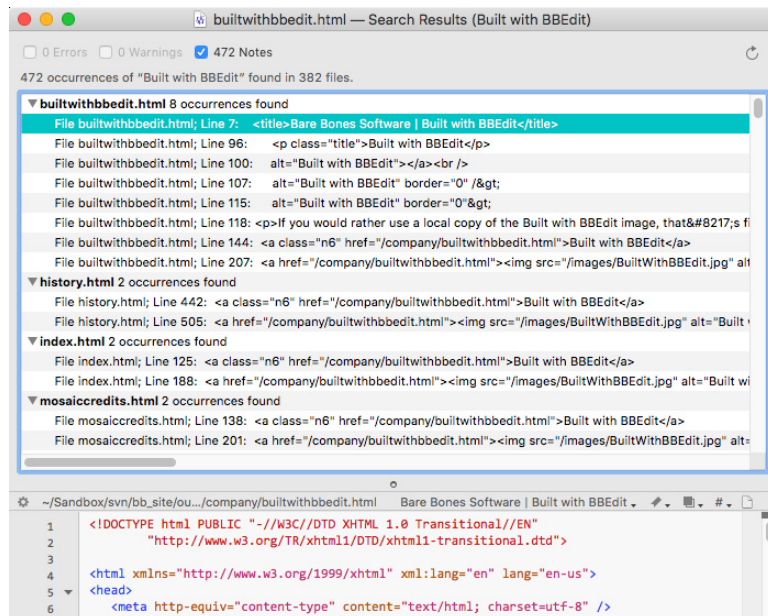 builtwithbbedit.html — Search Results (Built with BBEdit)
0 Errors 0 Warnings 472 Notes
472 occurrences of “Built with BBEdit” found in 382 files.
builtwithbbedit.html 8 occurrences found
File builtwithbbedit.html; Line 7: <title>Bare Bones Software | Built with BBEdit</title>
File builtwithbbedit.html; Line 96: <p class="title">Built with BBEdit</p>
File builtwithbbedit.html; Line 100: alt="Built with BBEdit"></a><br />
File builtwithbbedit.html; Line 107: alt="Built with BBEdit" border="0" /&gt;
File builtwithbbedit.html; Line 115: alt="Built with BBEdit" border="0"&gt;
File builtwithbbedit.html; Line 118: <p>If you would rather use a local copy of the Built with BBEdit image, that&#8217;s fi
File builtwithbbedit.html; Line 144: <a class="n6" href="/company/builtwithbbedit.html">Built with BBEdit</a>
File builtwithbbedit.html; Line 207: <a href="/company/builtwithbbedit.html"><img src="/images/BuiltWithBBEdit.jpg" alt
history.html 2 occurrences found
File history.html; Line 442: <a class="n6" href="/company/builtwithbbedit.html">Built with BBEdit</a>
File history.html; Line 505: <a href="/company/builtwithbbedit.html"><img src="/images/BuiltWithBBEdit.jpg" alt="Built
index.html 2 occurrences found
File index.html; Line 125: <a class="n6" href="/company/builtwithbbedit.html">Built with BBEdit</a>
File index.html; Line 188: <a href="/company/builtwithbbedit.html"><img src="/images/BuiltWithBBEdit.jpg" alt="Built wi
mosaiccredits.html 2 occurrences found
File mosaiccredits.html; Line 138: <a class="n6" href="/company/builtwithbbedit.html">Built with BBEdit</a>
File mosaiccredits.html; Line 201: <a href="/company/builtwithbbedit.html"><img src="/images/BuiltWithBBEdit.jpg" alt=
~/Sandbox/svn/bb_site/ou.../company/builtwithbbedit.html Bare Bones Software | Built with BBEdit #
1 <!DOCTYPE html PUBLIC "-//W3C//DTD XHTML 1.0 Transitional//EN"
2 "http://www.w3.org/TR/xhtml1/DTD/xhtml1-transitional.dtd">
3
4 <html xmlns="http://www.w3.org/1999/xhtml" xml:lang="en" lang="en-us">
5 <head>
6 <meta http-equiv="content-type" content="text/html; charset=utf-8" />